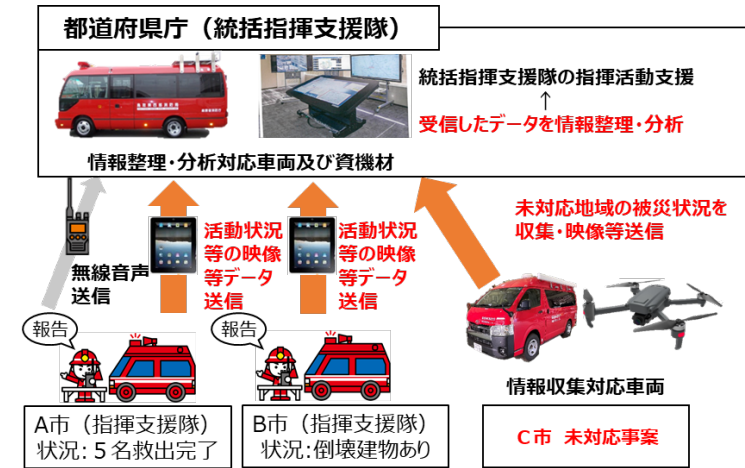 都道府県庁（統括指揮支援隊）
統括指揮支援隊の指揮活動支援
↑
受信したデータを情報整理・分析
情報整理・分析対応車両及び資機材
無線音声
送信
活動状況
等の映像
等データ
送信
活動状況
等の映像
等データ
送信
未対応地域の被災状況を
収集・映像等送信
報告
報告
情報収集対応車両
A市（指揮支援隊）
状況：５名救出完了
B市（指揮支援隊）
状況：倒壊建物あり
C市 未対応事案